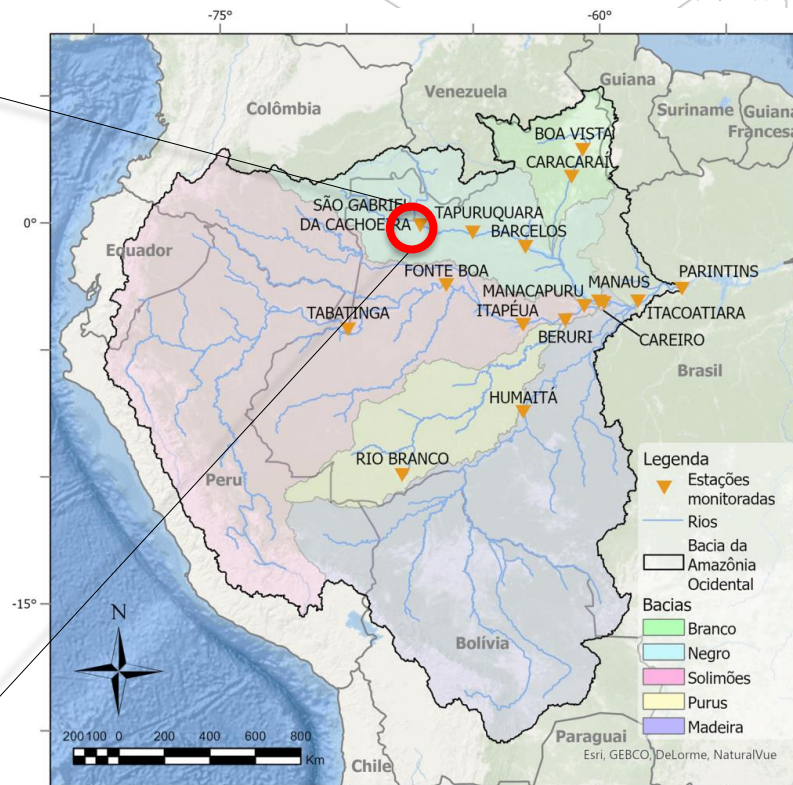 -75°
-60°
Guiana
Venezuela
Suriname
Guiana
Francesa
Colômbia
BOA VISTA
CARACARAÍ
SÃO GABRIEL
DA CACHOEIRA
TAPURUQUARA
0°
BARCELOS
Equador
FONTE BOA
PARINTINS
MANACAPURU
MANAUS
TABATINGA
ITAPÉUA
ITACOATIARA
BERURI
CAREIRO
Brasil
HUMAITÁ
RIO BRANCO
Peru
Legenda
Estações
monitoradas
Rios
Bacia da
Amazônia
Ocidental
-15°
N
Bacias
Branco
Bolívia
Negro
Solimões
Purus
Madeira
Paraguai
200 100 0 200 400 600 800
Km
Chile
Esri, GEBCO, DeLorme, NaturalVue